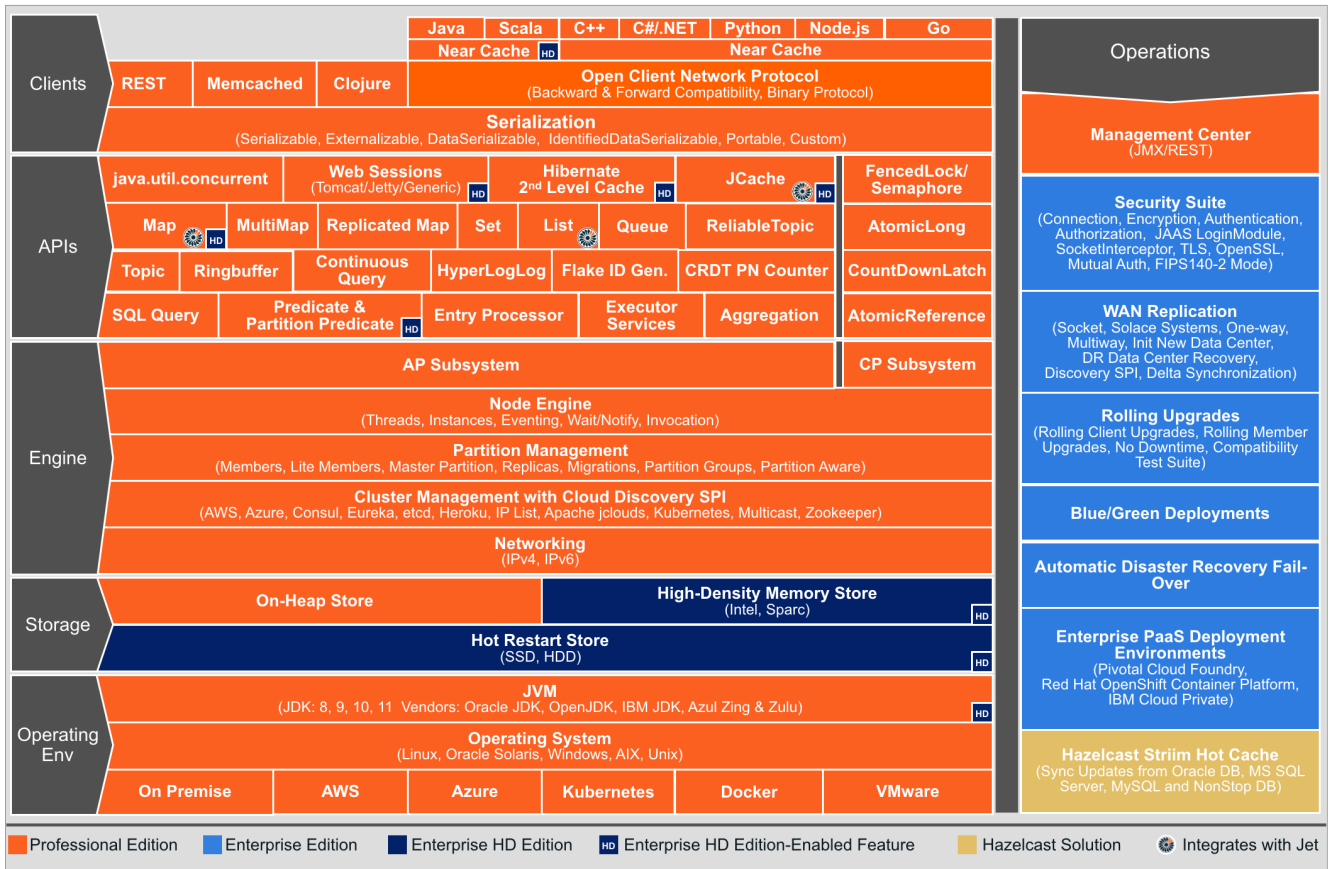 Clients
Java
Scala
C++
C#/.NET
Python
Node.js
Go
Near Cache
HD
Near Cache
REST
Memcached
Clojure
Open Client Network Protocol
(Backward & Forward Compatibility, Binary Protocol)
Serialization
(Serializable, Externalizable, DataSerializable, IdentifiedDataSerializable, Portable, Custom)
APIs
java.util.concurrent
Web Sessions
(Tomcat/Jetty/Generic)
HD
Hibernate
2nd Level Cache
HD
JCache
HD
FencedLock/
Semaphore
Map
HD
MultiMap
Replicated Map
Set
List
Queue
ReliableTopic
AtomicLong
Topic
Ringbuffer
Continuous
Query
HyperLogLog
Flake ID Gen.
CRDT PN Counter
CountDownLatch
SQL Query
Predicate &
Partition Predicate
HD
Entry Processor
Executor
Services
Aggregation
AtomicReference
Engine
AP Subsystem
CP Subsystem
Node Engine
(Threads, Instances, Eventing, Wait/Notify, Invocation)
Partition Management
(Members, Lite Members, Master Partition, Replicas, Migrations, Partition Groups, Partition Aware)
Cluster Management with Cloud Discovery SPI
(AWS, Azure, Consul, Eureka, etcd, Heroku, IP List, Apache jclouds, Kubernetes, Multicast, Zookeeper)
Networking
(IPv4, IPv6)
Storage
On-Heap Store
High-Density Memory Store
(Intel, Sparc)
HD
Hot Restart Store
(SSD, HDD)
HD
Operating
Env
JVM
(JDK: 8, 9, 10, 11 Vendors: Oracle JDK, OpenJDK, IBM JDK, Azul Zing & Zulu)
HD
Operating System
(Linux, Oracle Solaris, Windows, AIX, Unix)
On Premise
AWS
Azure
Kubernetes
Docker
VMware
Operations
Management Center
(JMX/REST)
Security Suite
(Connection, Encryption, Authentication,
Authorization, JAAS LoginModule,
SocketInterceptor, TLS, OpenSSL,
Mutual Auth, FIPS140-2 Mode)
WAN Replication
(Socket, Solace Systems, One-way,
Multiway, Init New Data Center,
DR Data Center Recovery,
Discovery SPI, Delta Synchronization)
Rolling Upgrades
(Rolling Client Upgrades, Rolling Member
Upgrades, No Downtime, Compatibility
Test Suite)
Blue/Green Deployments
Automatic Disaster Recovery Fail-
Over
Enterprise PaaS Deployment
Environments
(Pivotal Cloud Foundry,
Red Hat OpenShift Container Platform,
IBM Cloud Private)
Hazelcast Striim Hot Cache
(Sync Updates from Oracle DB, MS SQL
Server, MySQL and NonStop DB)
Professional Edition
Enterprise Edition
Enterprise HD Edition
HD
Enterprise HD Edition-Enabled Feature
Hazelcast Solution
Integrates with Jet